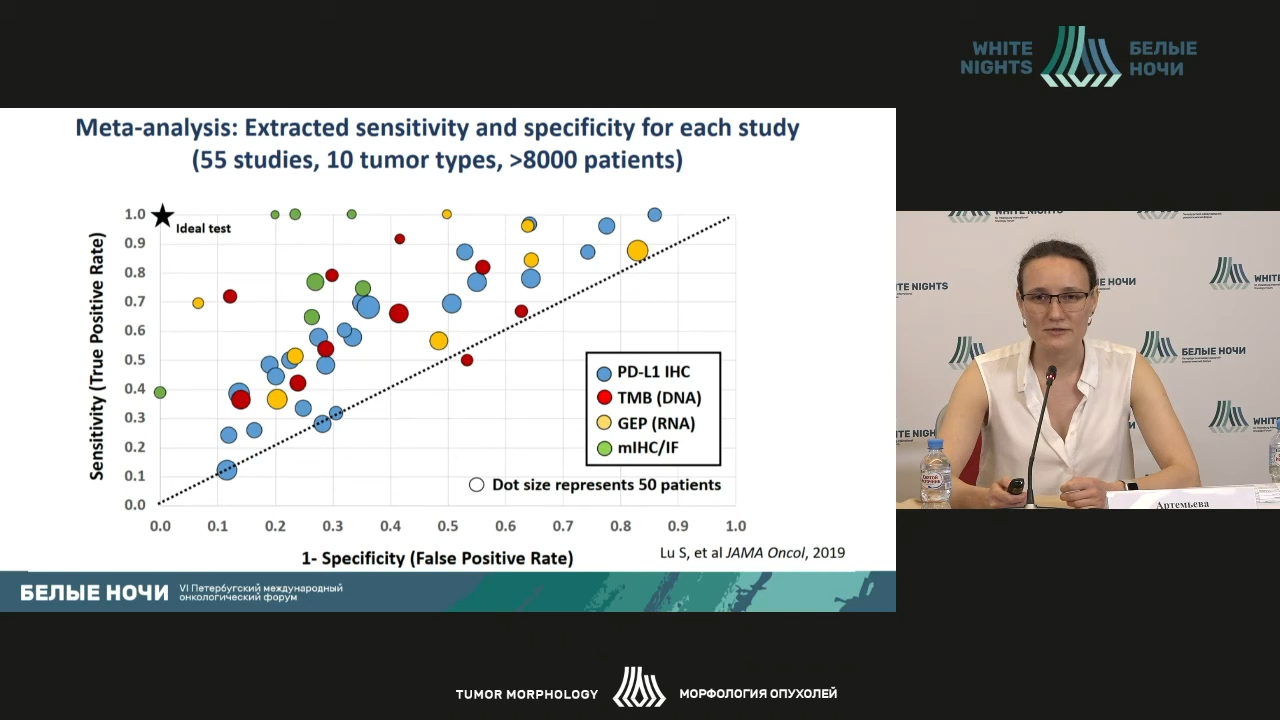 WHITE
NIGHTS
БЕЛЫЕ
НОЧИ
Meta-analysis: Extracted sensitivity and specificity for each study
(55 studies, 10 tumor types, >8000 patients)
Sensitivity (True Positive Rate)
1.0
0.9
0.8
0.7
0.6
0.5
0.4
0.3
0.2
0.1
0.0
Ideal test
PD-L1 IHC
TMB (DNA)
GEP (RNA)
mIHC/IF
Dot size represents 50 patients
0.0 0.1 0.2 0.3 0.4 0.5 0.6 0.7 0.8 0.9 1.0
1- Specificity (False Positive Rate)
Lu S, et al JAMA Oncol, 2019
БЕЛЫЕ НОЧИ
VI Петербургский международный
онкологический форум
WHITE NIGHTS
БЕЛЫЕ НОЧИ
Артемьева
TUMOR MORPHOLOGY
МОРФОЛОГИЯ ОПУХОЛЕЙ